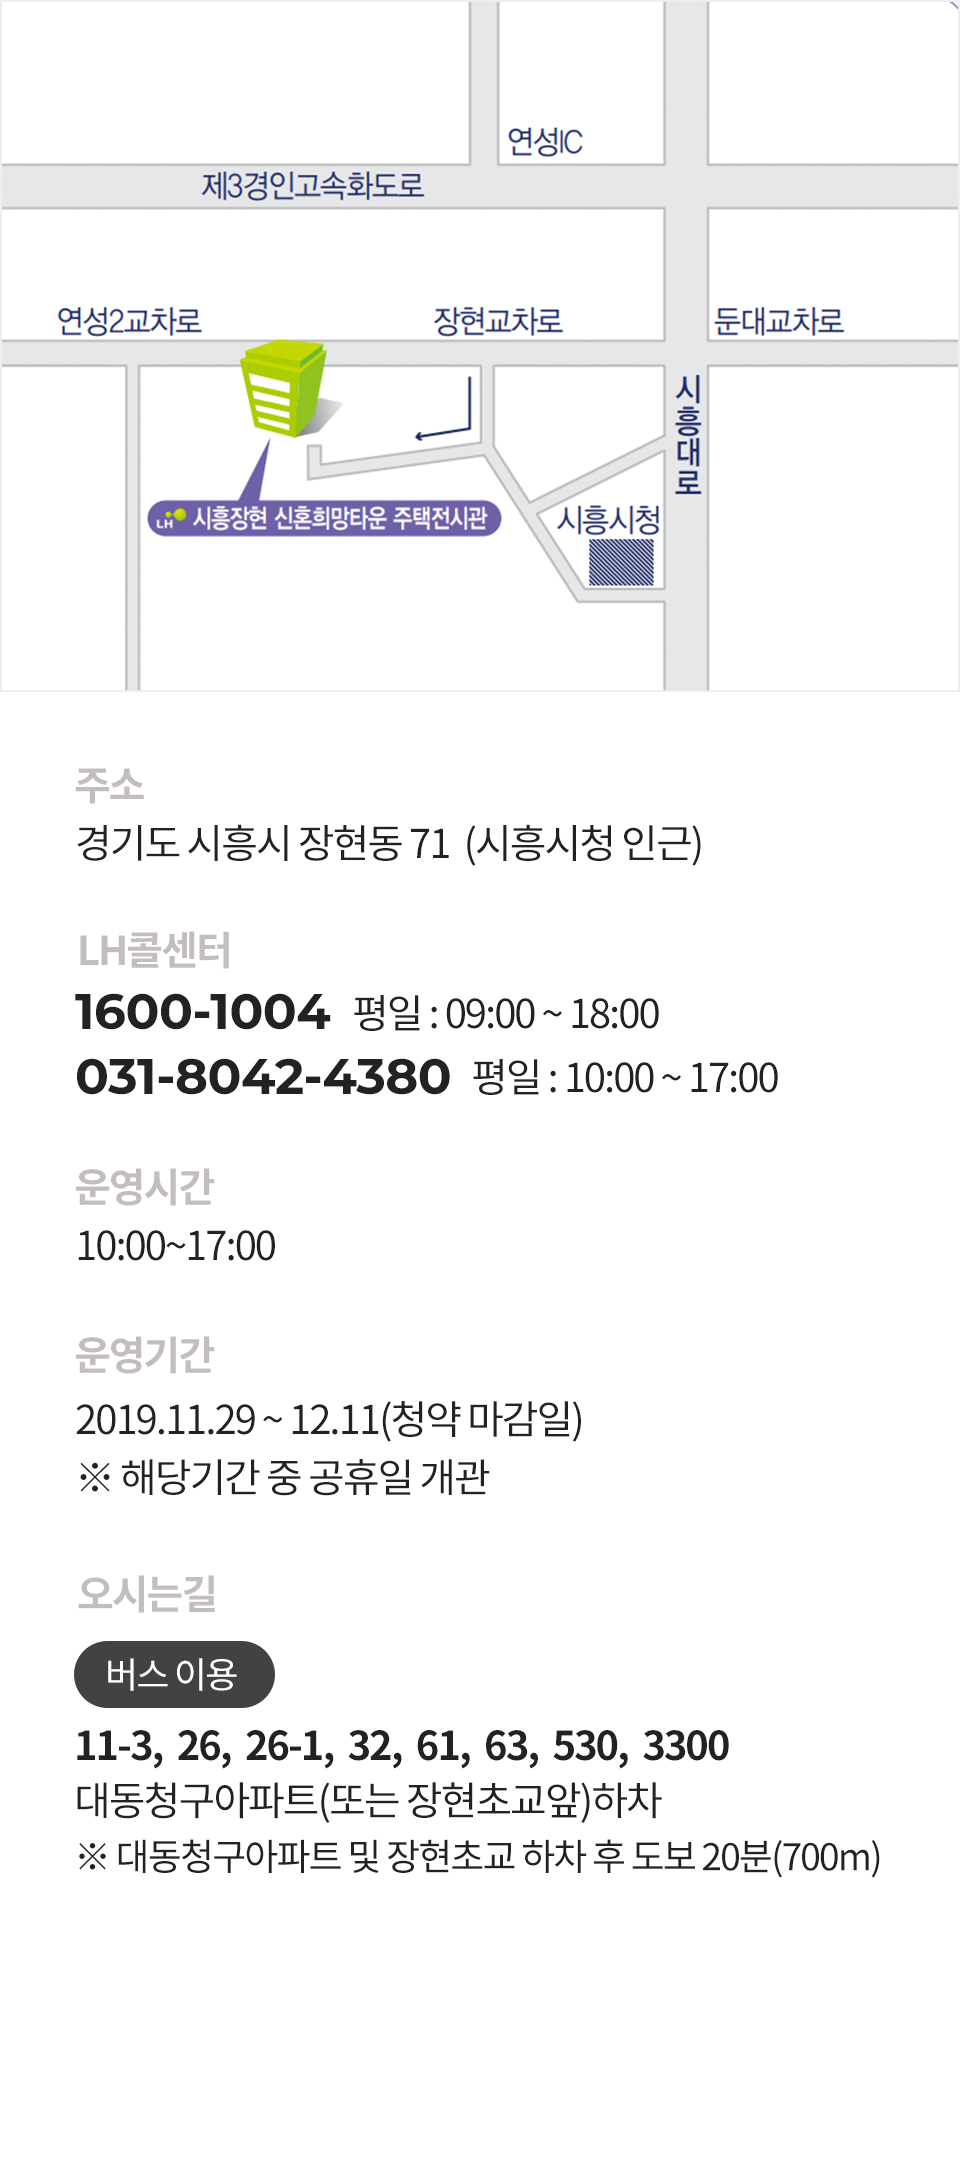 연성IC
제3경인고속화도로
연성2교차로
장현교차로
둔대교차로
시흥대로
LH 시흥장현 신혼희망타운 주택전시관
시흥시청
주소
경기도 시흥시 장현동 71 (시흥시청 인근)
LH콜센터
1600-1004 평일 : 09:00 ~ 18:00
031-8042-4380 평일 : 10:00 ~ 17:00
운영시간
10:00~17:00
운영기간
2019.11.29 ~ 12.11(청약 마감일)
※ 해당기간 중 공휴일 개관
오시는길
버스 이용
11-3, 26, 26-1, 32, 61, 63, 530, 3300
대동청구아파트(또는 장현초교앞)하차
※ 대동청구아파트 및 장현초교 하차 후 도보 20분(700m)